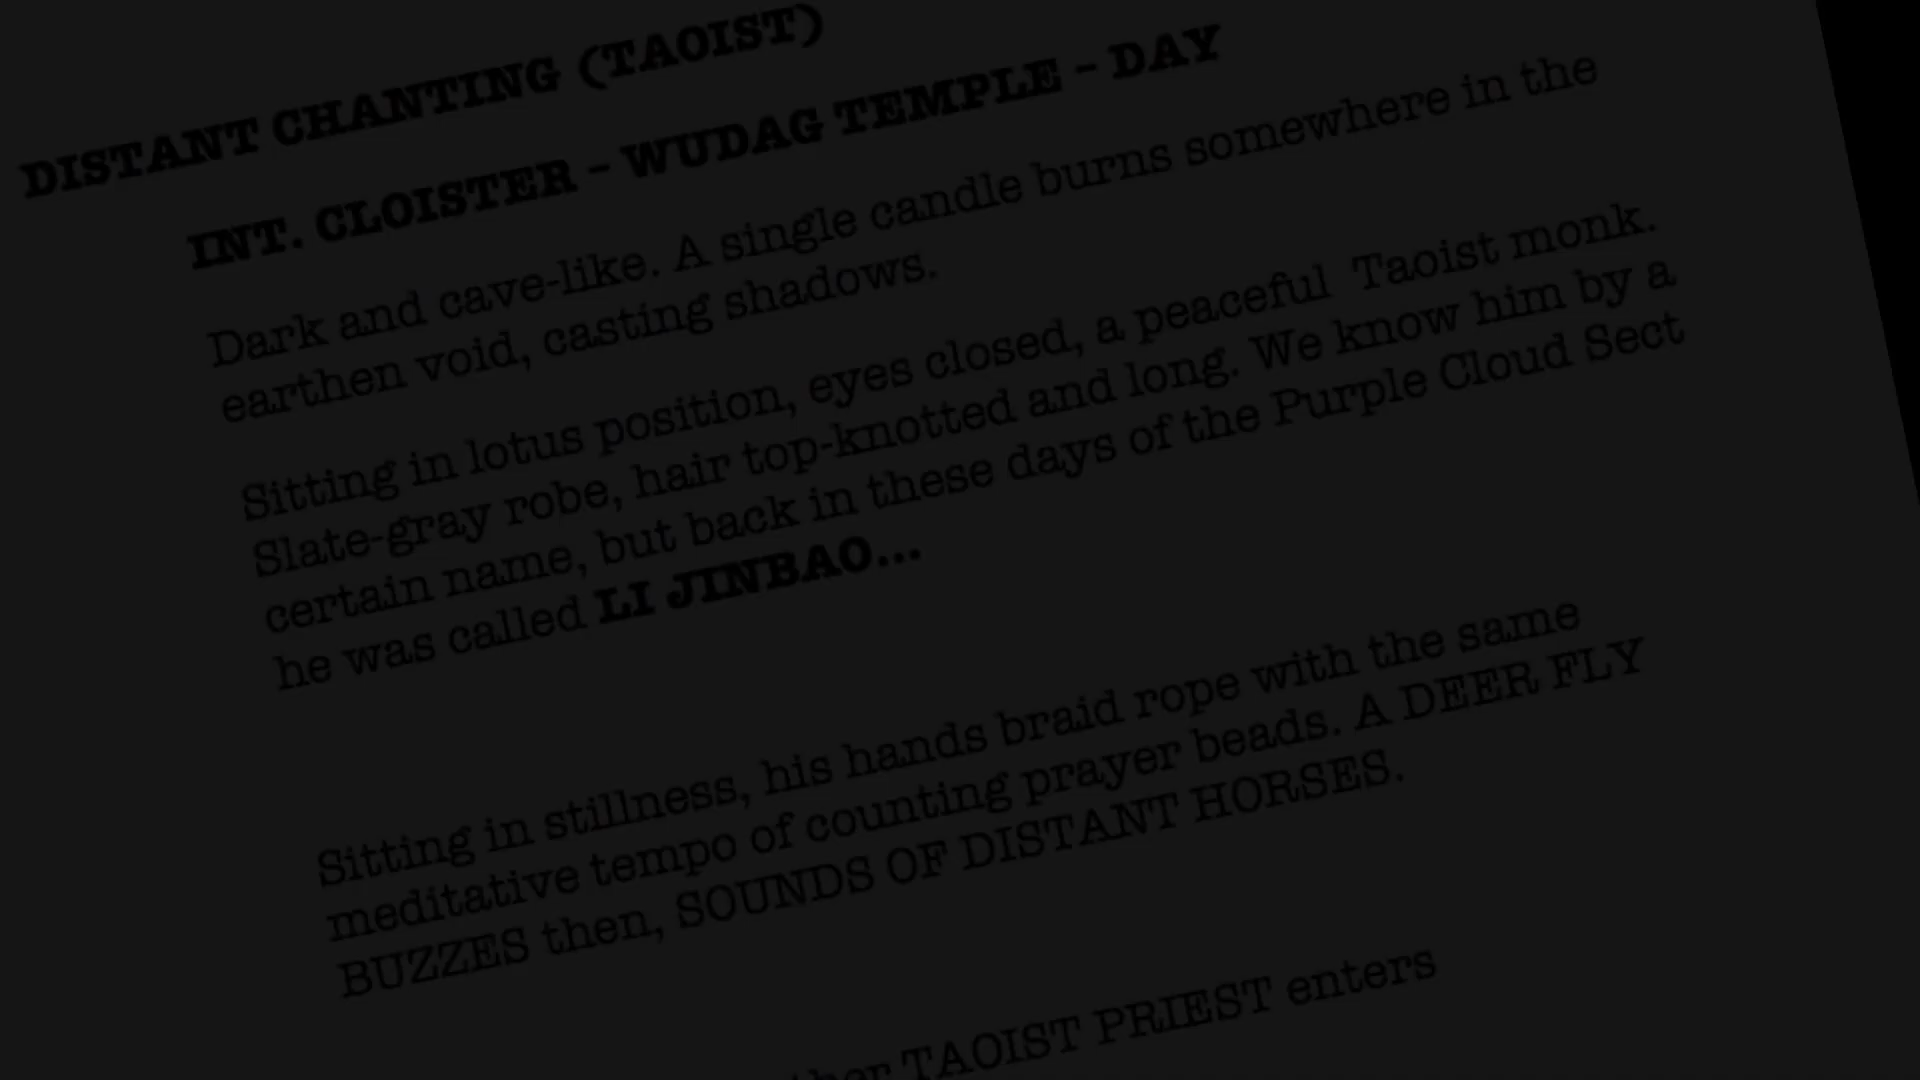 DISTANT CHANTING (TAOIST)
INT. CLOISTER - WUDAG TEMPLE - DAY
Dark and cave-like. A single candle burns somewhere in the
earthen void, casting shadows.
Sitting in lotus position, eyes closed, a peaceful Taoist monk.
Slate-gray robe, hair top-knotted and long. We know him by a
certain name, but back in these days of the Purple Cloud Sect
he was called LI JINBAO...
Sitting in stillness, his hands braid rope with the same
meditative tempo of counting prayer beads. A DEER FLY
BUZZES then, SOUNDS OF DISTANT HORSES.
TAOIST PRIEST enters